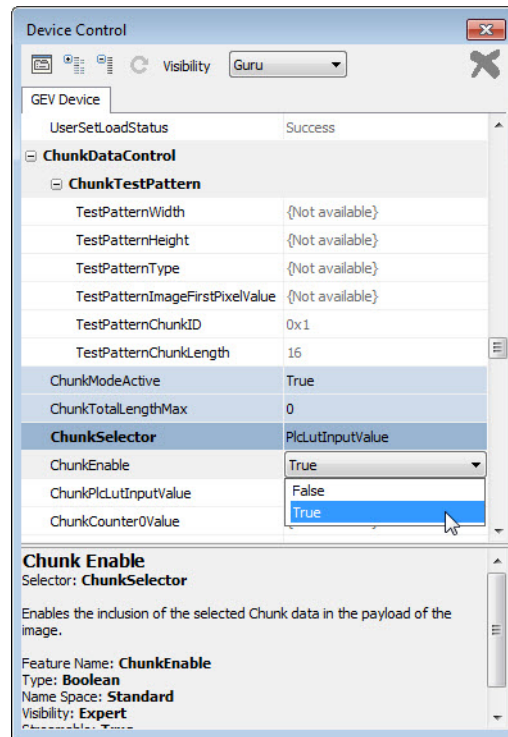 Device Control
Visibility Guru
GEV Device
UserSetLoadStatus Success
ChunkDataControl
ChunkTestPattern
TestPatternWidth {Not available}
TestPatternHeight {Not available}
TestPatternType {Not available}
TestPatternImageFirstPixelValue {Not available}
TestPatternChunkID 0x1
TestPatternChunkLength 16
ChunkModeActive True
ChunkTotalLengthMax 0
ChunkSelector PlcLutInputValue
ChunkEnable True
ChunkPlcLutInputValue False
True
ChunkCounter0Value
Chunk Enable
Selector: ChunkSelector
Enables the inclusion of the selected Chunk data in the payload of the
image.
Feature Name: ChunkEnable
Type: Boolean
Name Space: Standard
Visibility: Expert